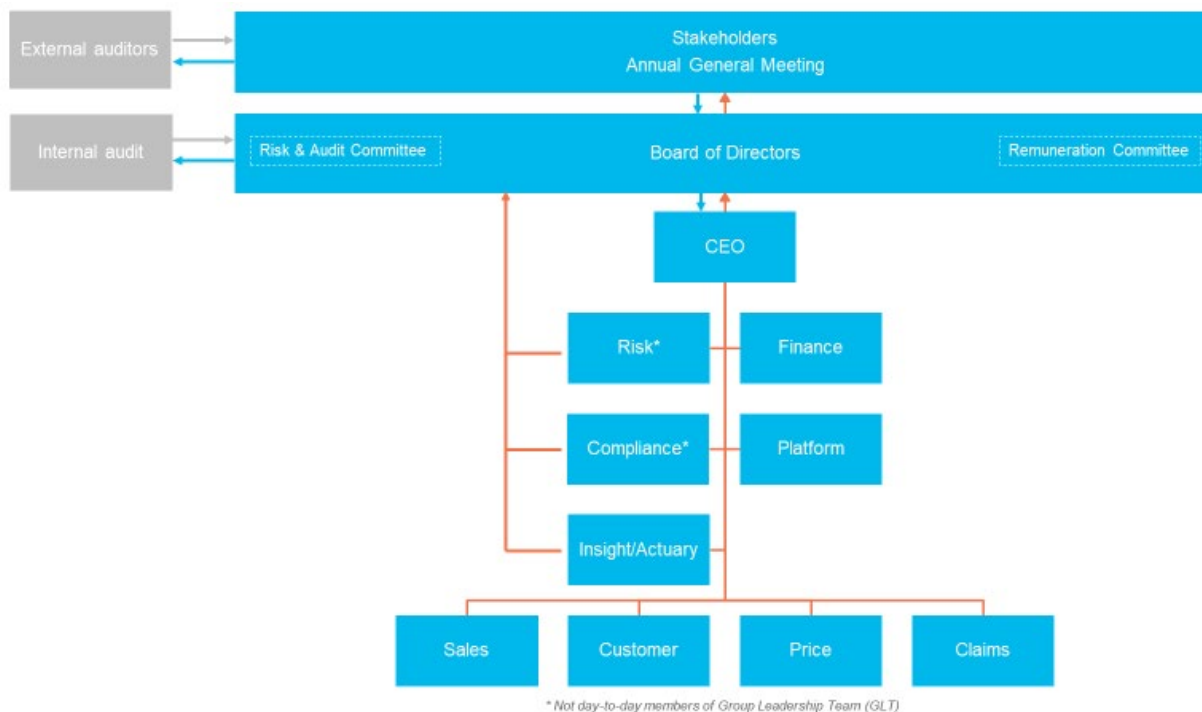 External auditors
Stakeholders
Annual General Meeting
Internal audit
Risk & Audit Committee
Board of Directors
Remuneration Committee
CEO
Risk*
Finance
Compliance*
Platform
Insight/Actuary
Sales
Customer
Price
Claims
* Not day-to-day members of Group Leadership Team (GLT)